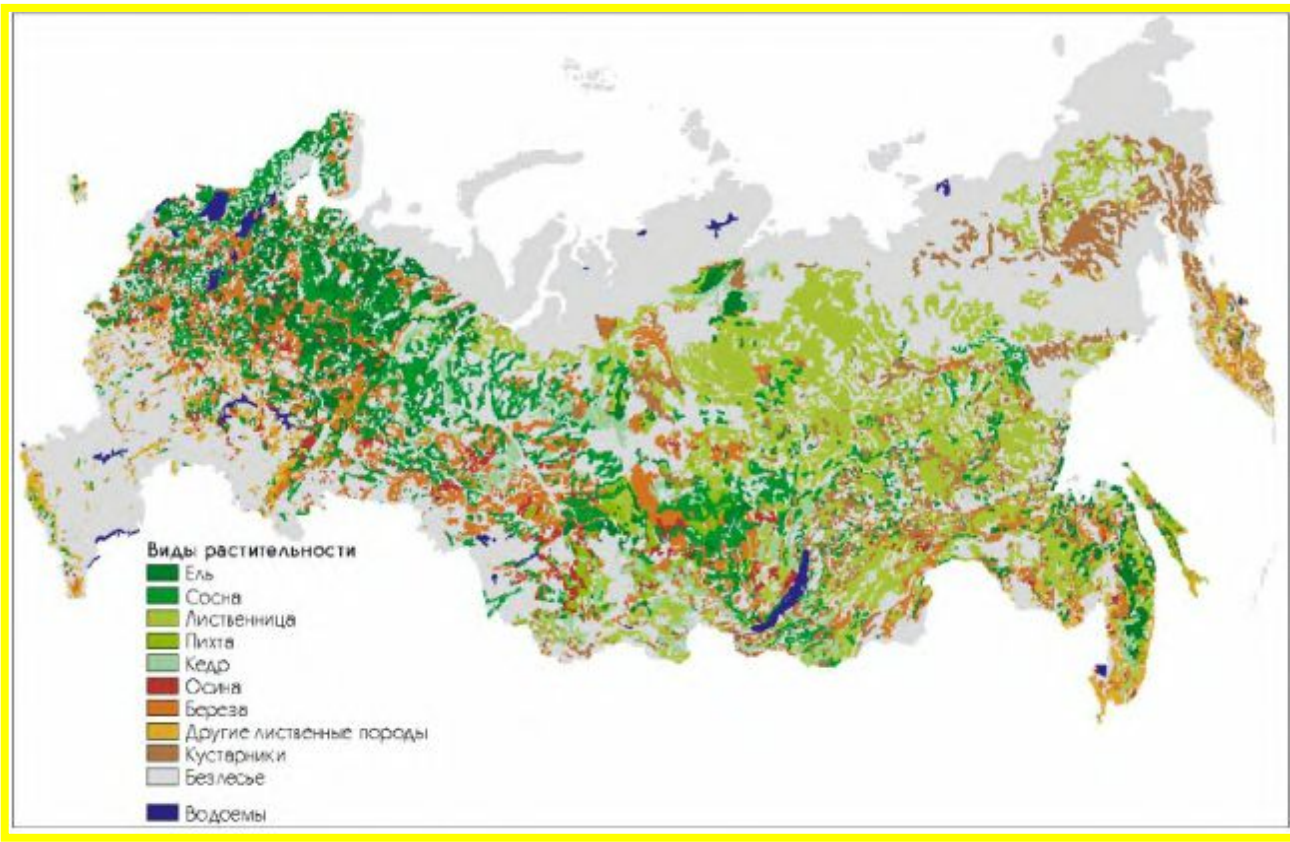 Виды растительности
Ель
Сосна
Лиственница
Пихта
Кедр
Осина
Береза
Другие лиственные породы
Кустарники
Безлесье
Водоемы